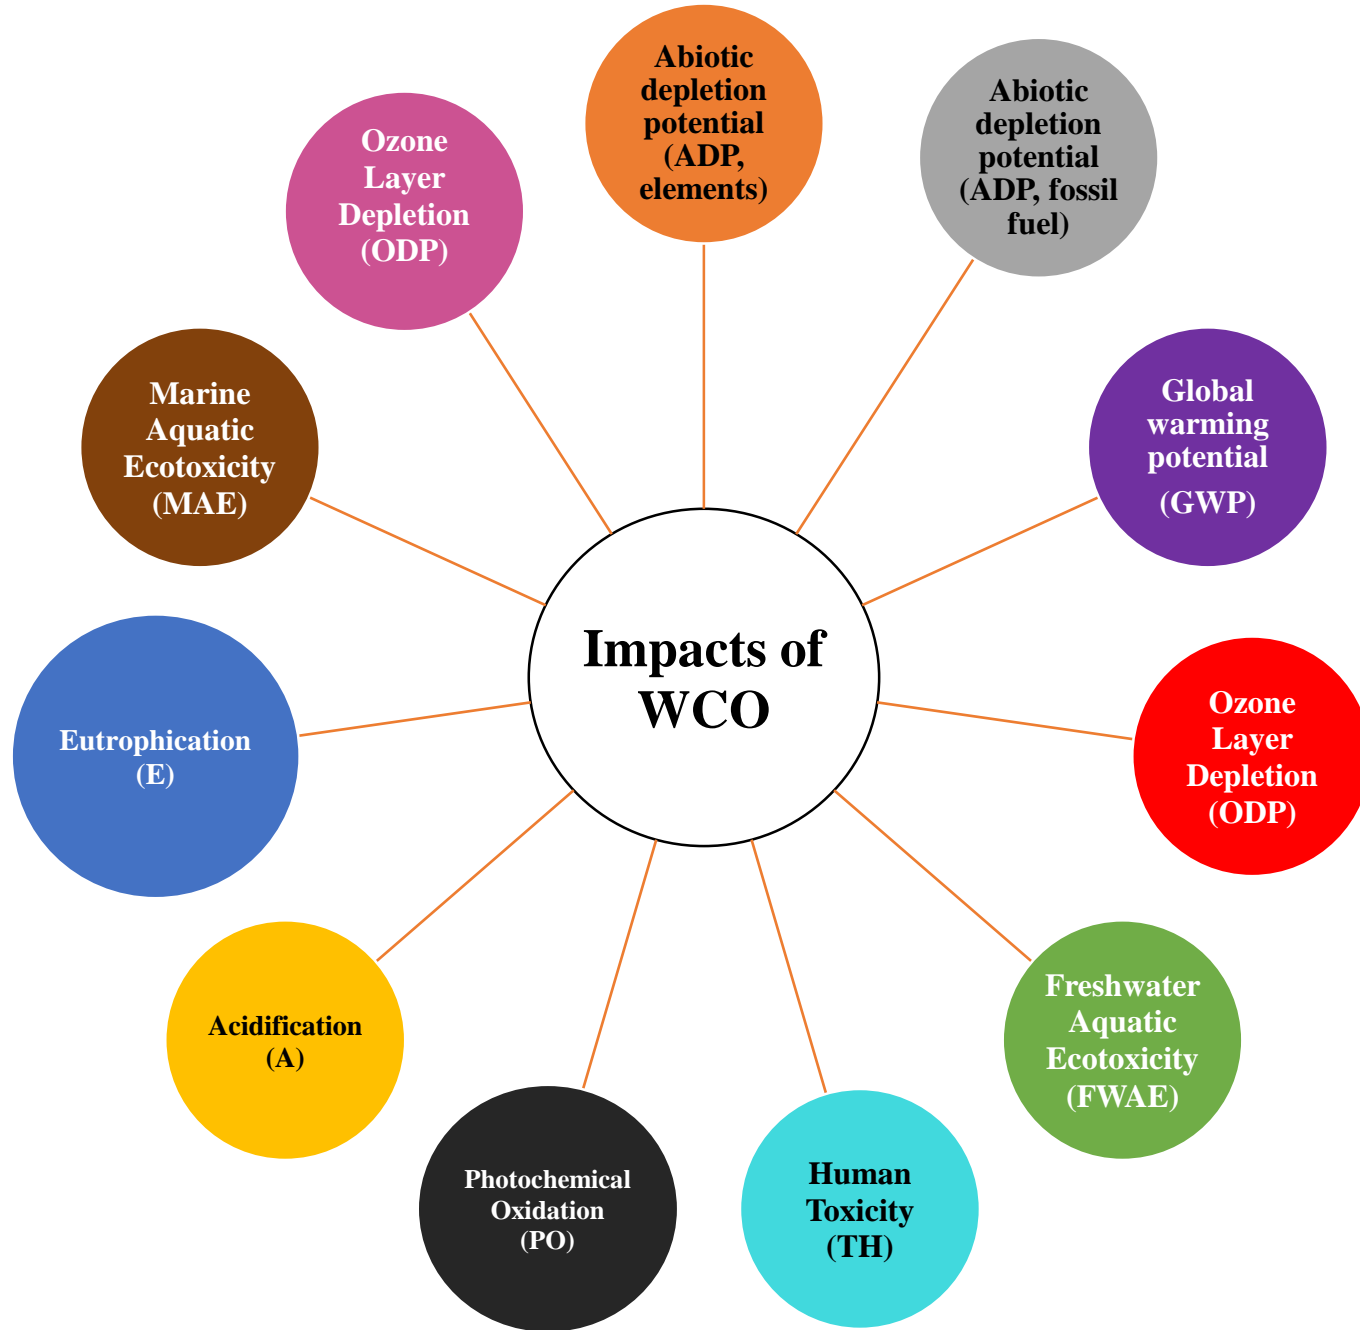 Abiotic
depletion
potential
(ADP,
elements)
Abiotic
depletion
potential
(ADP, fossil
fuel)
Global
warming
potential
(GWP)
Ozone
Layer
Depletion
(ODP)
Freshwater
Aquatic
Ecotoxicity
(FWAE)
Human
Toxicity
(TH)
Photochemical
Oxidation
(PO)
Acidification
(A)
Eutrophication
(E)
Marine
Aquatic
Ecotoxicity
(MAE)
Ozone
Layer
Depletion
(ODP)
Impacts of
WCO